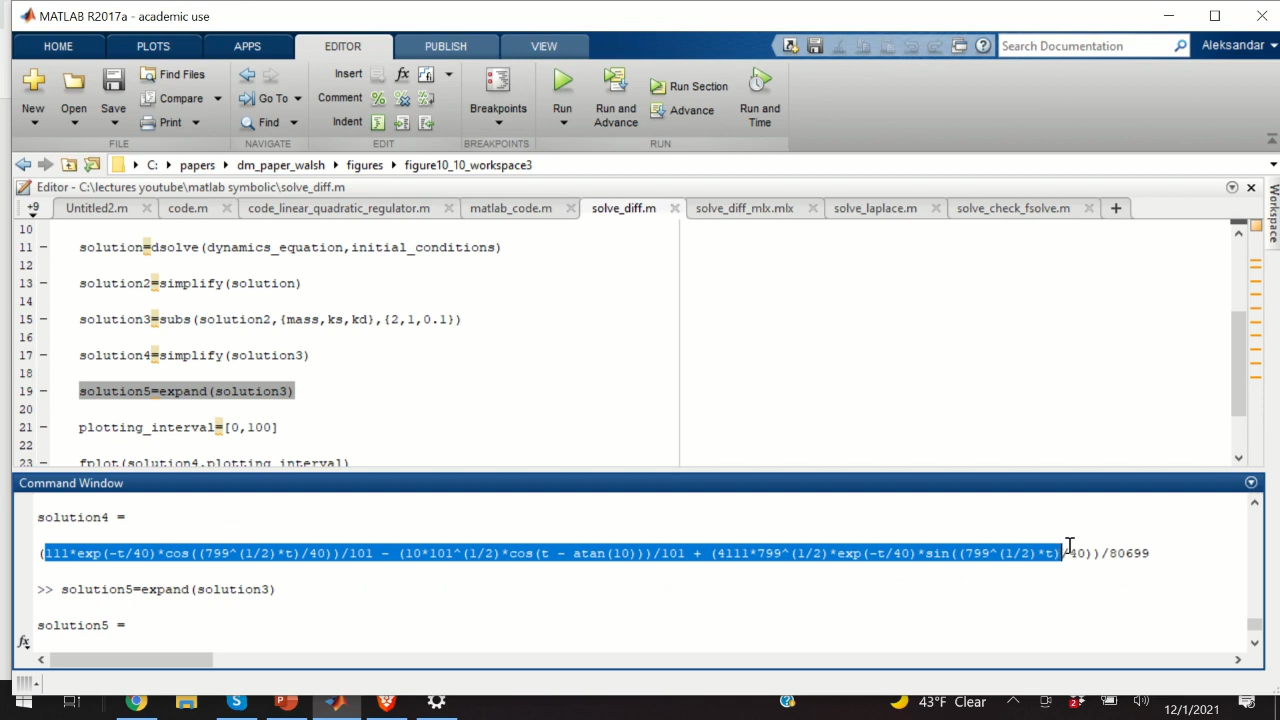 MATLAB R2017a - academic use
HOME PLOTS APPS EDITOR PUBLISH VIEW Search Documentation Aleksandar
New Open Save Find Files Compare Print Go To Find Insert Comment Indent Breakpoints Run Run and Advance Run Section Advance Run and Time
FILE NAVIGATE EDIT BREAKPOINTS RUN
C: papers dm_paper_walsh figures figure10_10_workspace3
Editor - C:\lectures youtube\matlab symbolic\solve_diff.m
+9 Untitled2.m code.m code_linear_quadratic_regulator.m matlab_code.m solve_diff.m solve_diff_mlx.mlx solve_laplace.m solve_check_fsolve.m
Workspace
10
11 – solution=dsolve(dynamics_equation,initial_conditions)
12
13 – solution2=simplify(solution)
14
15 – solution3=subs(solution2,{mass,ks,kd},{2,1,0.1})
16
17 – solution4=simplify(solution3)
18
19 – solution5=expand(solution3)
20
21 – plotting_interval=[0,100]
22
23 – fplot(solution4,plotting_interval)
Command Window
solution4 =
(111*exp(-t/40)*cos((799^(1/2)*t)/40))/101 - (10*101^(1/2)*cos(t - atan(10)))/101 + (4111*799^(1/2)*exp(-t/40)*sin((799^(1/2)*t)/40))/80699
>> solution5=expand(solution3)
solution5 =
fx
43°F Clear
12/1/2021